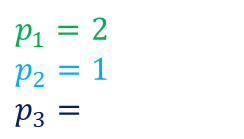 p₁ = 2
p₂ = 1
p₃ =